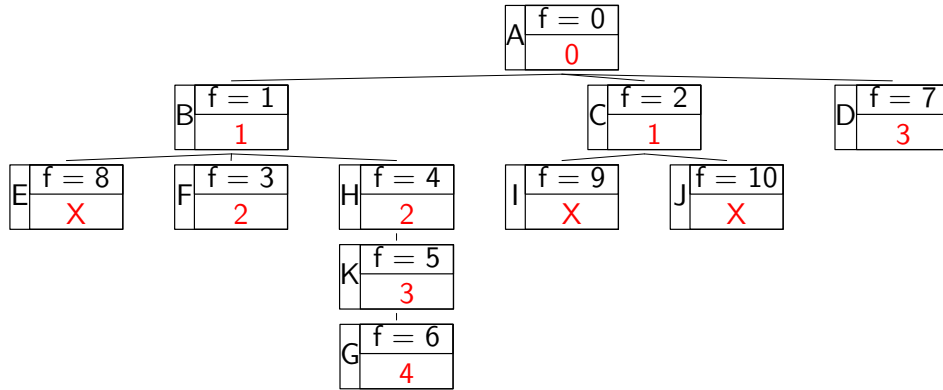 A f = 0
0
B f = 1
1
C f = 2
1
D f = 7
3
E f = 8
X
F f = 3
2
H f = 4
2
I f = 9
X
J f = 10
X
K f = 5
3
G f = 6
4